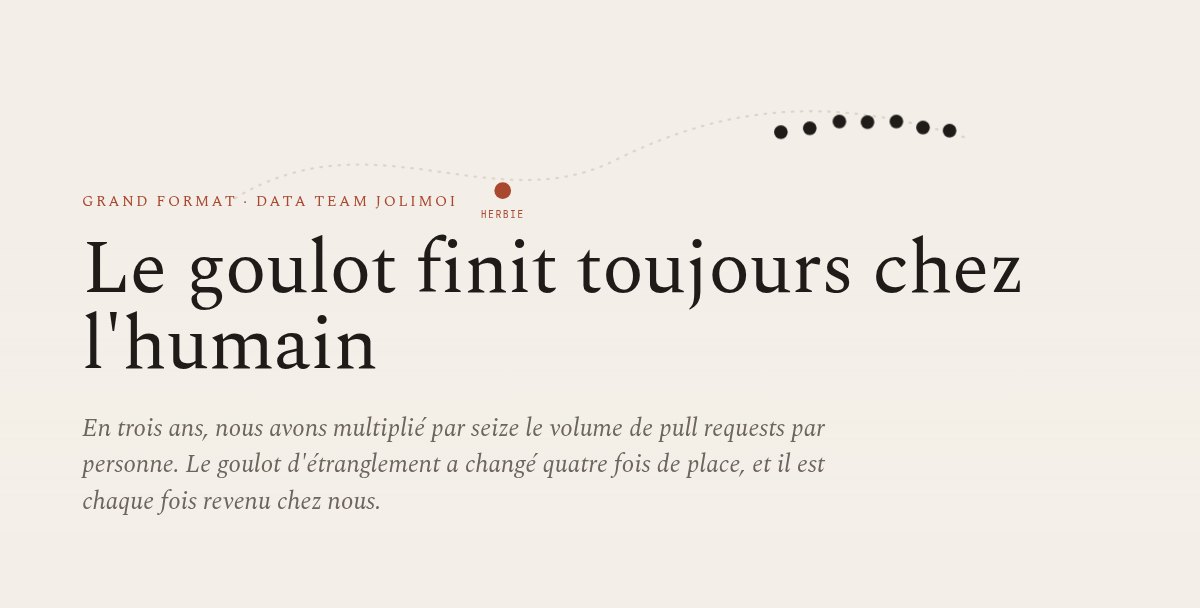 GRAND FORMAT · DATA TEAM JOLIMOI
HERBIE
Le goulot finit toujours chez
l'humain
En trois ans, nous avons multiplié par seize le volume de pull requests par
personne. Le goulot d'étranglement a changé quatre fois de place, et il est
chaque fois revenu chez nous.